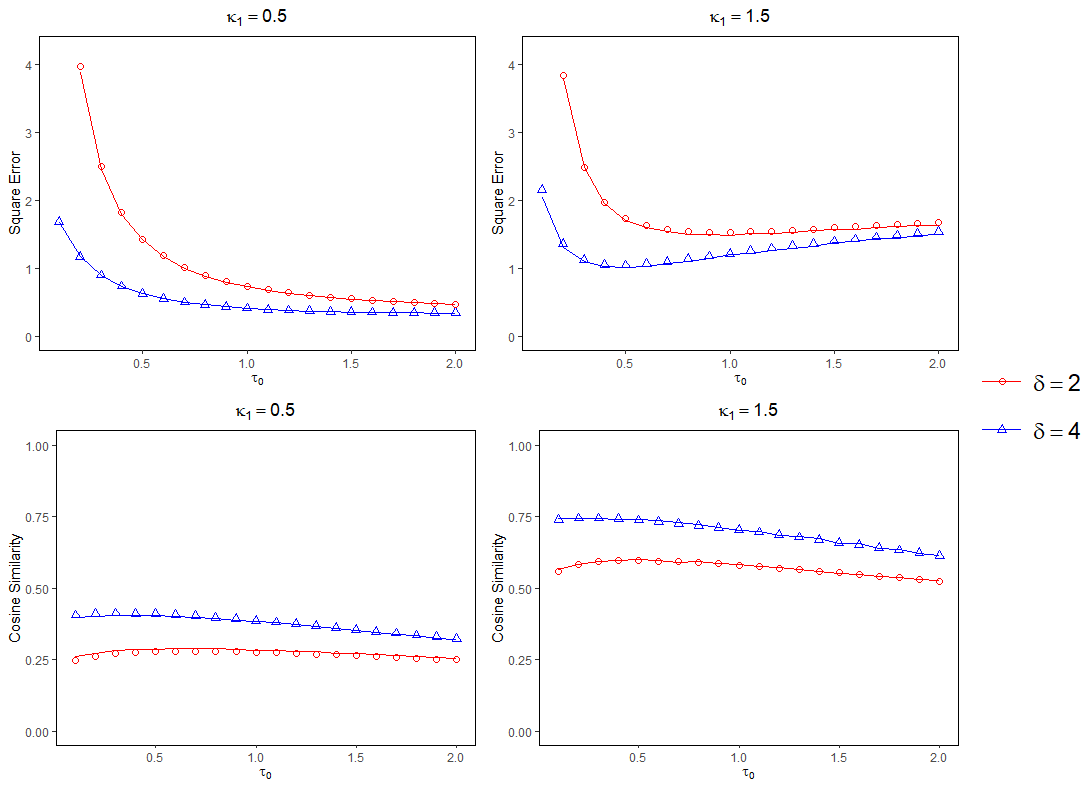 κ1 = 0.5
Square Error
4
3
2
1
0
0.5 1.0 1.5 2.0
τ0
κ1 = 1.5
Square Error
4
3
2
1
0
0.5 1.0 1.5 2.0
τ0
κ1 = 0.5
Cosine Similarity
1.00
0.75
0.50
0.25
0.00
0.5 1.0 1.5 2.0
τ0
κ1 = 1.5
Cosine Similarity
1.00
0.75
0.50
0.25
0.00
0.5 1.0 1.5 2.0
τ0
δ = 2
δ = 4